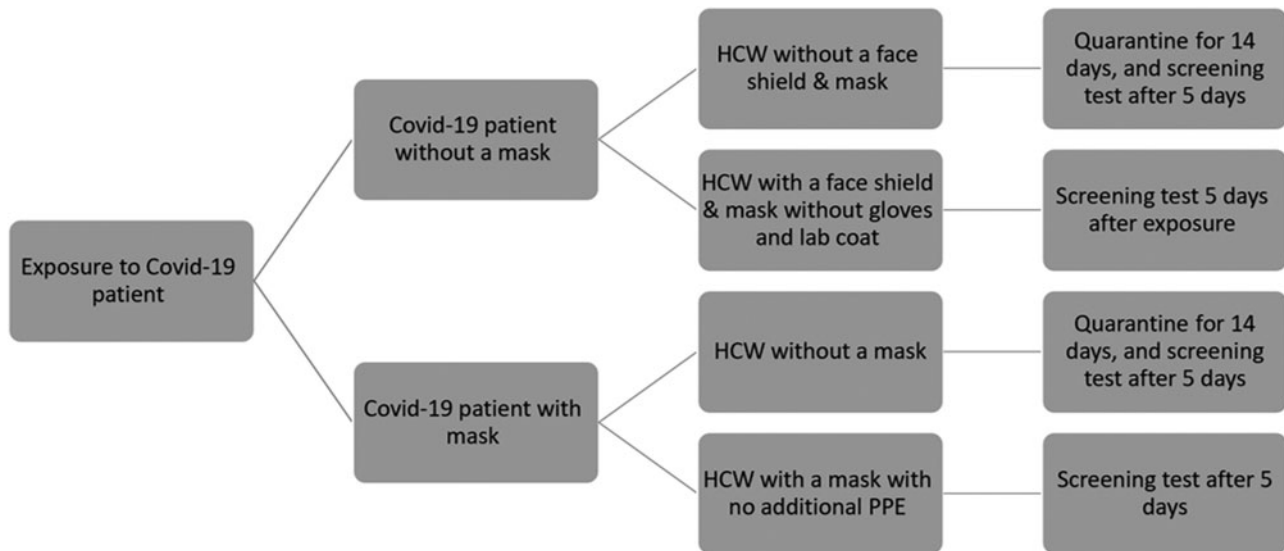 Exposure to Covid-19
patient
Covid-19 patient
without a mask
HCW without a face
shield & mask
Quarantine for 14
days, and screening
test after 5 days
HCW with a face shield
& mask without gloves
and lab coat
Screening test 5 days
after exposure
Covid-19 patient with
mask
HCW without a mask
Quarantine for 14
days, and screening
test after 5 days
HCW with a mask with
no additional PPE
Screening test after 5
days